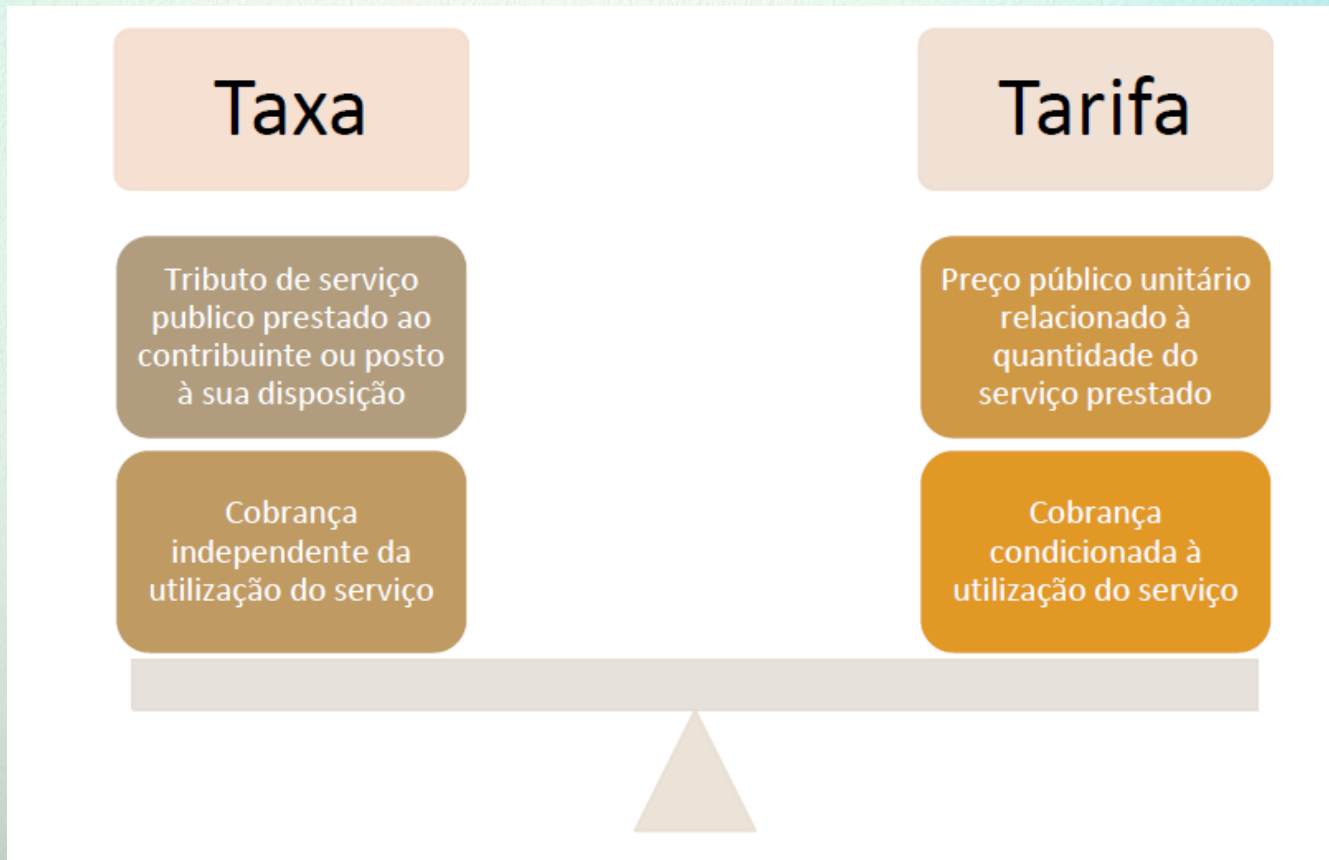 Taxa
Tributo de serviço
publico prestado ao
contribuinte ou posto
à sua disposição
Cobrança
independente da
utilização do serviço
Tarifa
Preço público unitário
relacionado à
quantidade do
serviço prestado
Cobrança
condicionada à
utilização do serviço